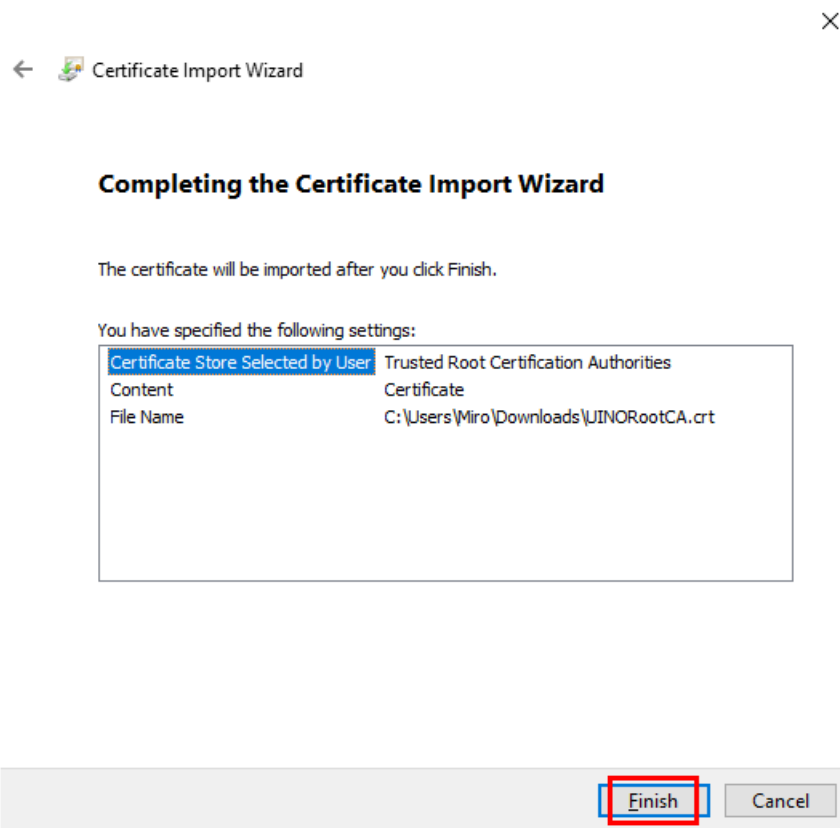 Certificate Import Wizard
Completing the Certificate Import Wizard
The certificate will be imported after you click Finish.
You have specified the following settings:
Certificate Store Selected by User Trusted Root Certification Authorities
Content Certificate
File Name C:\Users\Miro\Downloads\UINORootCA.crt
Finish Cancel